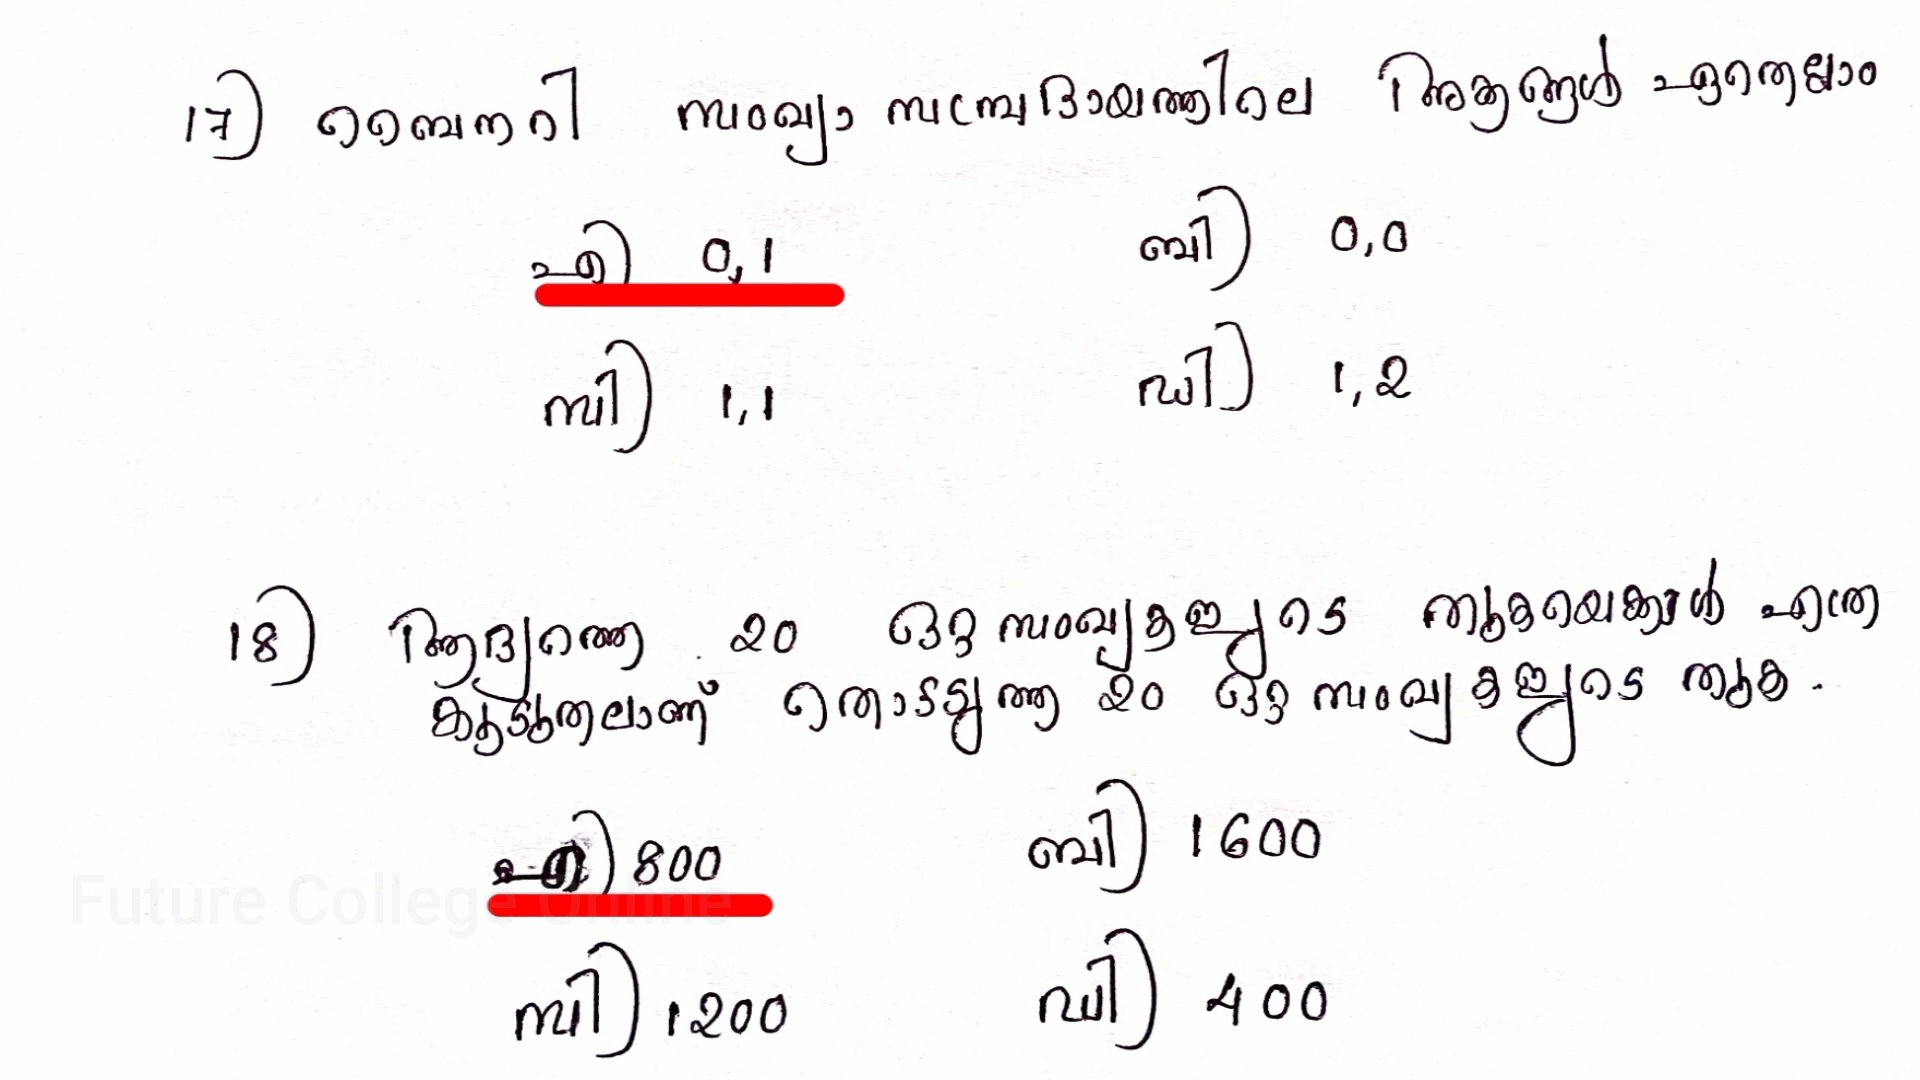 17) ബൈനറി സംഖ്യാ സമ്പ്രദായത്തിലെ അക്കങ്ങൾ ഏതെല്ലാം
എ) 0,1 ബി) 0,0
സി) 1,1 ഡി) 1,2
18) ആദ്യത്തെ 20 ഒറ്റ സംഖ്യകളുടെ തുകയെക്കാൾ എത്ര
കൂടുതലാണ് തൊട്ടടുത്ത 20 ഒറ്റ സംഖ്യകളുടെ തുക.
എ) 800 ബി) 1600
Future College Online
സി) 1200 ഡി) 400